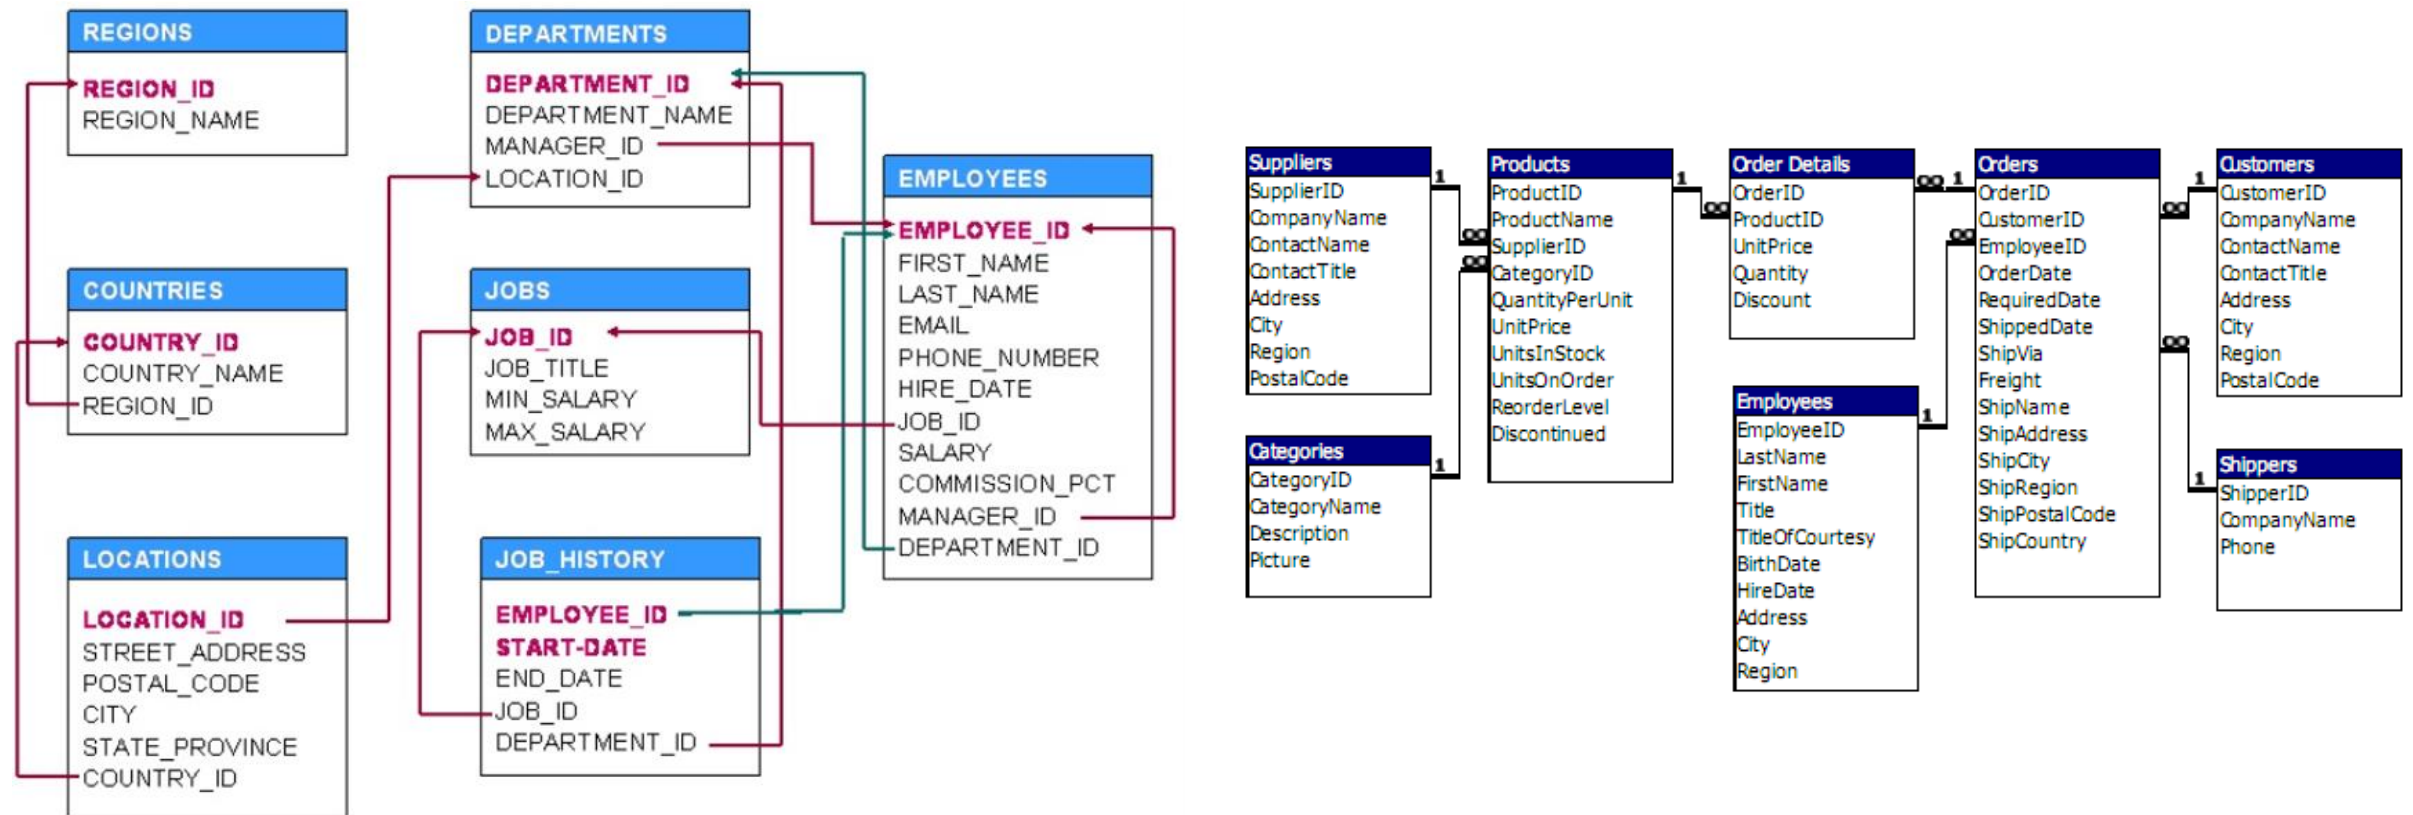 REGIONS
REGION_ID
REGION_NAME
COUNTRIES
COUNTRY_ID
COUNTRY_NAME
REGION_ID
LOCATIONS
LOCATION_ID
STREET_ADDRESS
POSTAL_CODE
CITY
STATE_PROVINCE
COUNTRY_ID
DEPARTMENTS
DEPARTMENT_ID
DEPARTMENT_NAME
MANAGER_ID
LOCATION_ID
JOBS
JOB_ID
JOB_TITLE
MIN_SALARY
MAX_SALARY
JOB_HISTORY
EMPLOYEE_ID
START-DATE
END_DATE
JOB_ID
DEPARTMENT_ID
EMPLOYEES
EMPLOYEE_ID
FIRST_NAME
LAST_NAME
EMAIL
PHONE_NUMBER
HIRE_DATE
JOB_ID
SALARY
COMMISSION_PCT
MANAGER_ID
DEPARTMENT_ID
Suppliers
SupplierID
CompanyName
ContactName
ContactTitle
Address
City
Region
PostalCode
1
∞
Categories
CategoryID
CategoryName
Description
Picture
1
∞
Products
ProductID
ProductName
SupplierID
CategoryID
QuantityPerUnit
UnitPrice
UnitsInStock
UnitsOnOrder
ReorderLevel
Discontinued
1
∞
Order Details
OrderID
ProductID
UnitPrice
Quantity
Discount
∞ 1
Employees
EmployeeID
LastName
FirstName
Title
TitleOfCourtesy
BirthDate
HireDate
Address
City
Region
1
∞
Orders
OrderID
CustomerID
EmployeeID
OrderDate
RequiredDate
ShippedDate
ShipVia
Freight
ShipName
ShipAddress
ShipCity
ShipRegion
ShipPostalCode
ShipCountry
∞ 1
∞ 1
Customers
CustomerID
CompanyName
ContactName
ContactTitle
Address
City
Region
PostalCode
Shippers
ShipperID
CompanyName
Phone